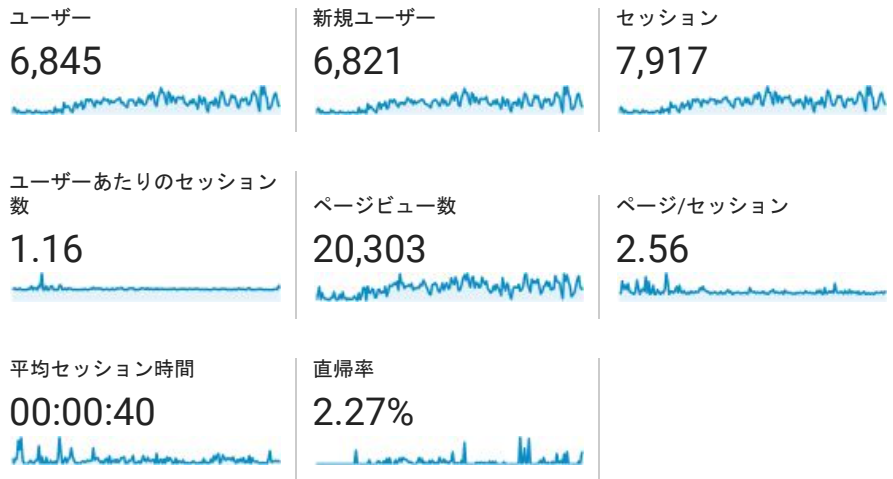 ユーザー
6,845
新規ユーザー
6,821
セッション
7,917
ユーザーあたりのセッション
数
1.16
ページビュー数
20,303
ページ/セッション
2.56
平均セッション時間
00:00:40
直帰率
2.27%